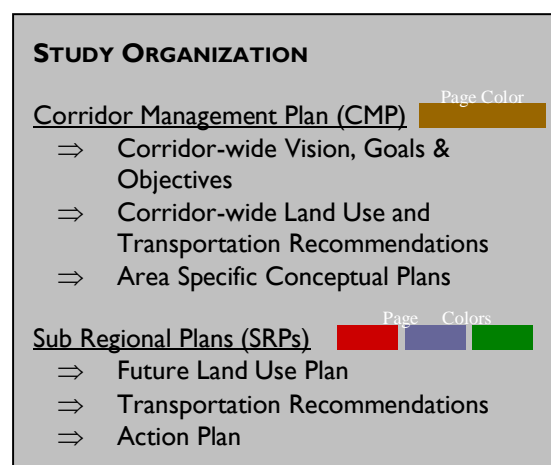 STUDY ORGANIZATION
Page Color
Corridor Management Plan (CMP)
⇒ Corridor-wide Vision, Goals &
Objectives
⇒ Corridor-wide Land Use and
Transportation Recommendations
⇒ Area Specific Conceptual Plans
Page Colors
Sub Regional Plans (SRPs)
⇒ Future Land Use Plan
⇒ Transportation Recommendations
⇒ Action Plan